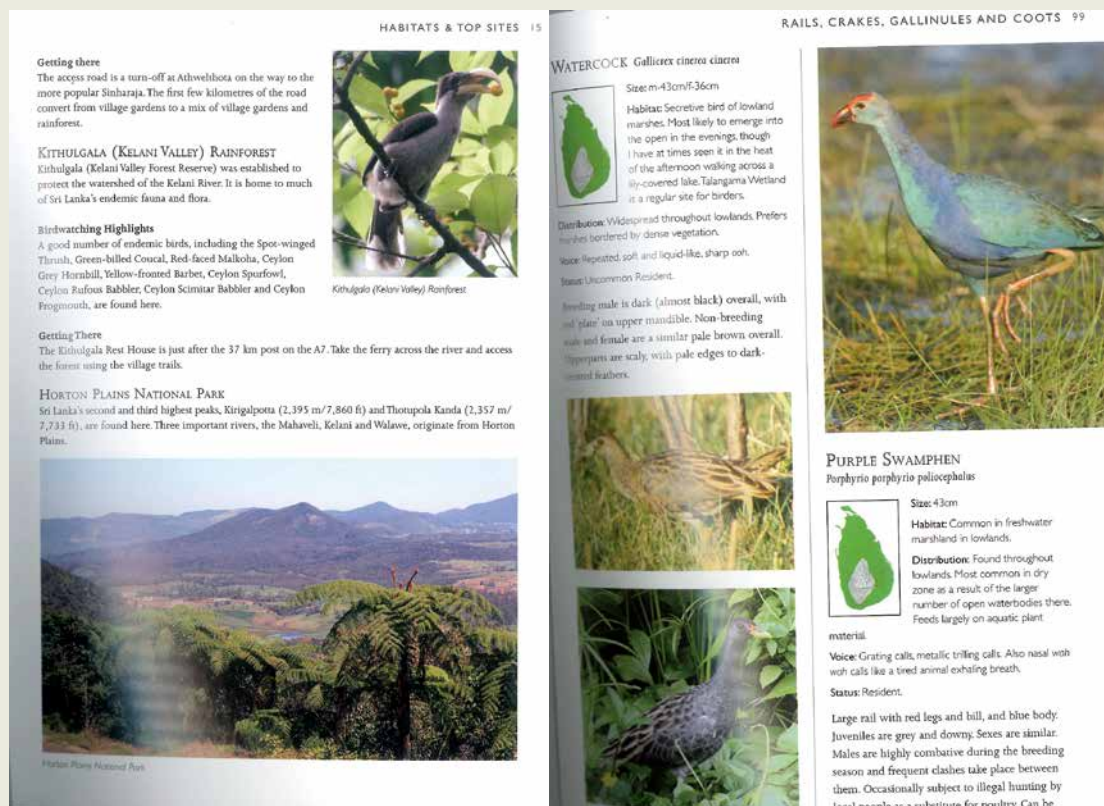 HABITATS & TOP SITES 15
Getting there
The access road is a turn-off at Athwelthota on the way to the
more popular Sinharaja. The first few kilometres of the road
convert from village gardens to a mix of village gardens and
rainforest.
KITHULGALA (KELANI VALLEY) RAINFOREST
Kithulgala (Kelani Valley Forest Reserve) was established to
protect the watershed of the Kelani River. It is home to much
of Sri Lanka's endemic fauna and flora.
Birdwatching Highlights
A good number of endemic birds, including the Spot-winged
Thrush, Green-billed Coucal, Red-faced Malkoha, Ceylon
Grey Hornbill, Yellow-fronted Barbet, Ceylon Spurfowl,
Ceylon Rufous Babbler, Ceylon Scimitar Babbler and Ceylon
Frogmouth, are found here.
Kithulgala (Kelani Valley) Rainforest
Getting There
The Kithulgala Rest House is just after the 37 km post on the A7. Take the ferry across the river and access
the forest using the village trails.
HORTON PLAINS NATIONAL PARK
Sri Lanka's second and third highest peaks, Kirigalpotta (2,395 m/7,860 ft) and Thotupola Kanda (2,357 m/
7,733 ft), are found here. Three important rivers, the Mahaveli, Kelani and Walawe, originate from Horton
Plains.
Horton Plains National Park
RAILS, CRAKES, GALLINULES AND COOTS 99
WATERCOCK Gallicrex cinerea cinerea
Size: m-43cm/f-36cm
Habitat: Secretive bird of lowland
marshes. Most likely to emerge into
the open in the evenings, though
I have at times seen it in the heat
of the afternoon walking across a
lily-covered lake. Talangama Wetland
is a regular site for birders.
Distribution: Widespread throughout lowlands. Prefers
marshes bordered by dense vegetation.
Voice: Repeated, soft and liquid-like, sharp ooh.
Status: Uncommon Resident.
Breeding male is dark (almost black) overall, with
red 'plate' on upper mandible. Non-breeding
male and female are a similar pale brown overall.
Upperparts are scaly, with pale edges to dark-
centred feathers.
PURPLE SWAMPHEN
Porphyrio porphyrio poliocephalus
Size: 43cm
Habitat: Common in freshwater
marshland in lowlands.
Distribution: Found throughout
lowlands. Most common in dry
zone as a result of the larger
number of open waterbodies there.
Feeds largely on aquatic plant
material.
Voice: Grating calls, metallic trilling calls. Also nasal woh
woh calls like a tired animal exhaling breath.
Status: Resident.
Large rail with red legs and bill, and blue body.
Juveniles are grey and downy. Sexes are similar.
Males are highly combative during the breeding
season and frequent clashes take place between
them. Occasionally subject to illegal hunting by
local people as a substitute for poultry. Can be